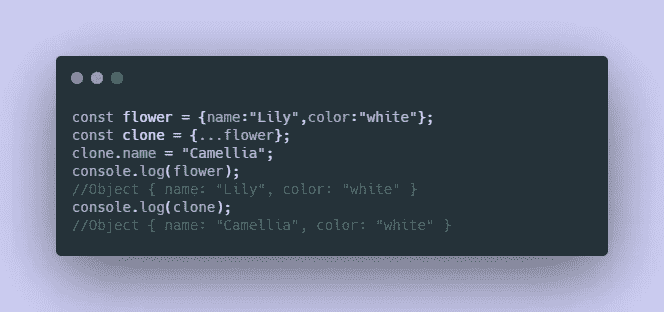 const flower = {name:"Lily",color:"white"};
const clone = {...flower};
clone.name = "Camellia";
console.log(flower);
//Object { name: "Lily", color: "white" }
console.log(clone);
//Object { name: "Camellia", color: "white" }